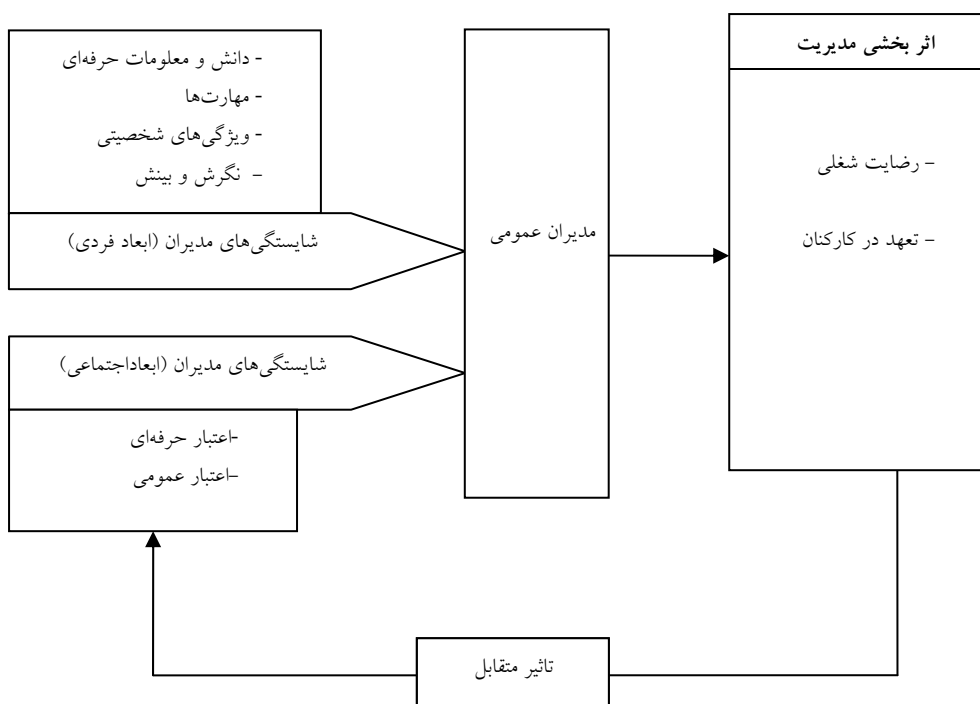 اثر بخشی مدیریت
– رضایت شغلی
– تعهد در کارکنان
مدیران عمومی
- دانش و معلومات حرفه‌ای
- مهارت‌ها
- ویژگی‌های شخصیتی
– نگرش و بینش
شایستگی‌های مدیران (ابعاد فردی)
شایستگی‌های مدیران (ابعاداجتماعی)
-اعتبار حرفه‌ای
–اعتبار عمومی
تاثیر متقابل